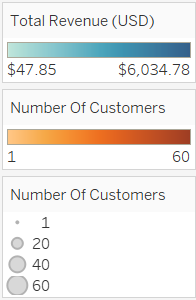 Total Revenue (USD)
$47.85 $6,034.78
Number Of Customers
1 60
Number Of Customers
1
20
40
60